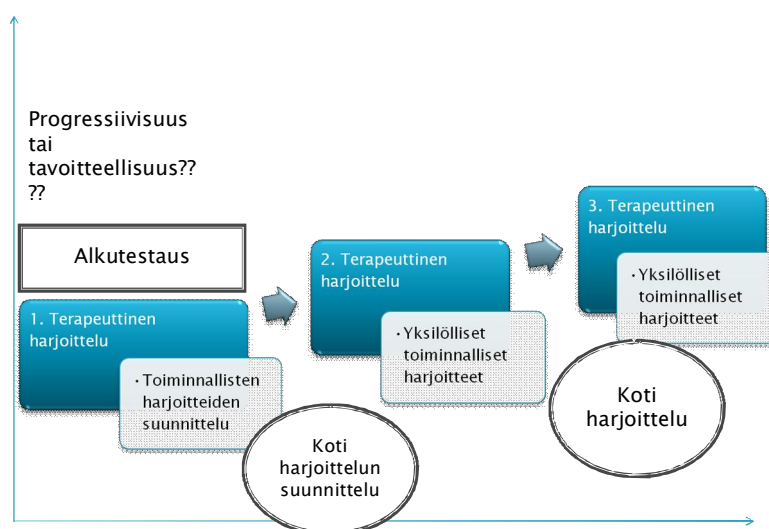 Progressiivisuus
tai
tavoitteellisuus??
??
Alkutestaus
1. Terapeuttinen
harjoittelu
·Toiminnallisten
harjoitteiden
suunnittelu
Koti
harjoittelun
suunnittelu
2. Terapeuttinen
harjoittelu
·Yksilölliset
toiminnalliset
harjoitteet
3. Terapeuttinen
harjoittelu
·Yksilölliset
toiminnalliset
harjoitteet
Koti
harjoittelu